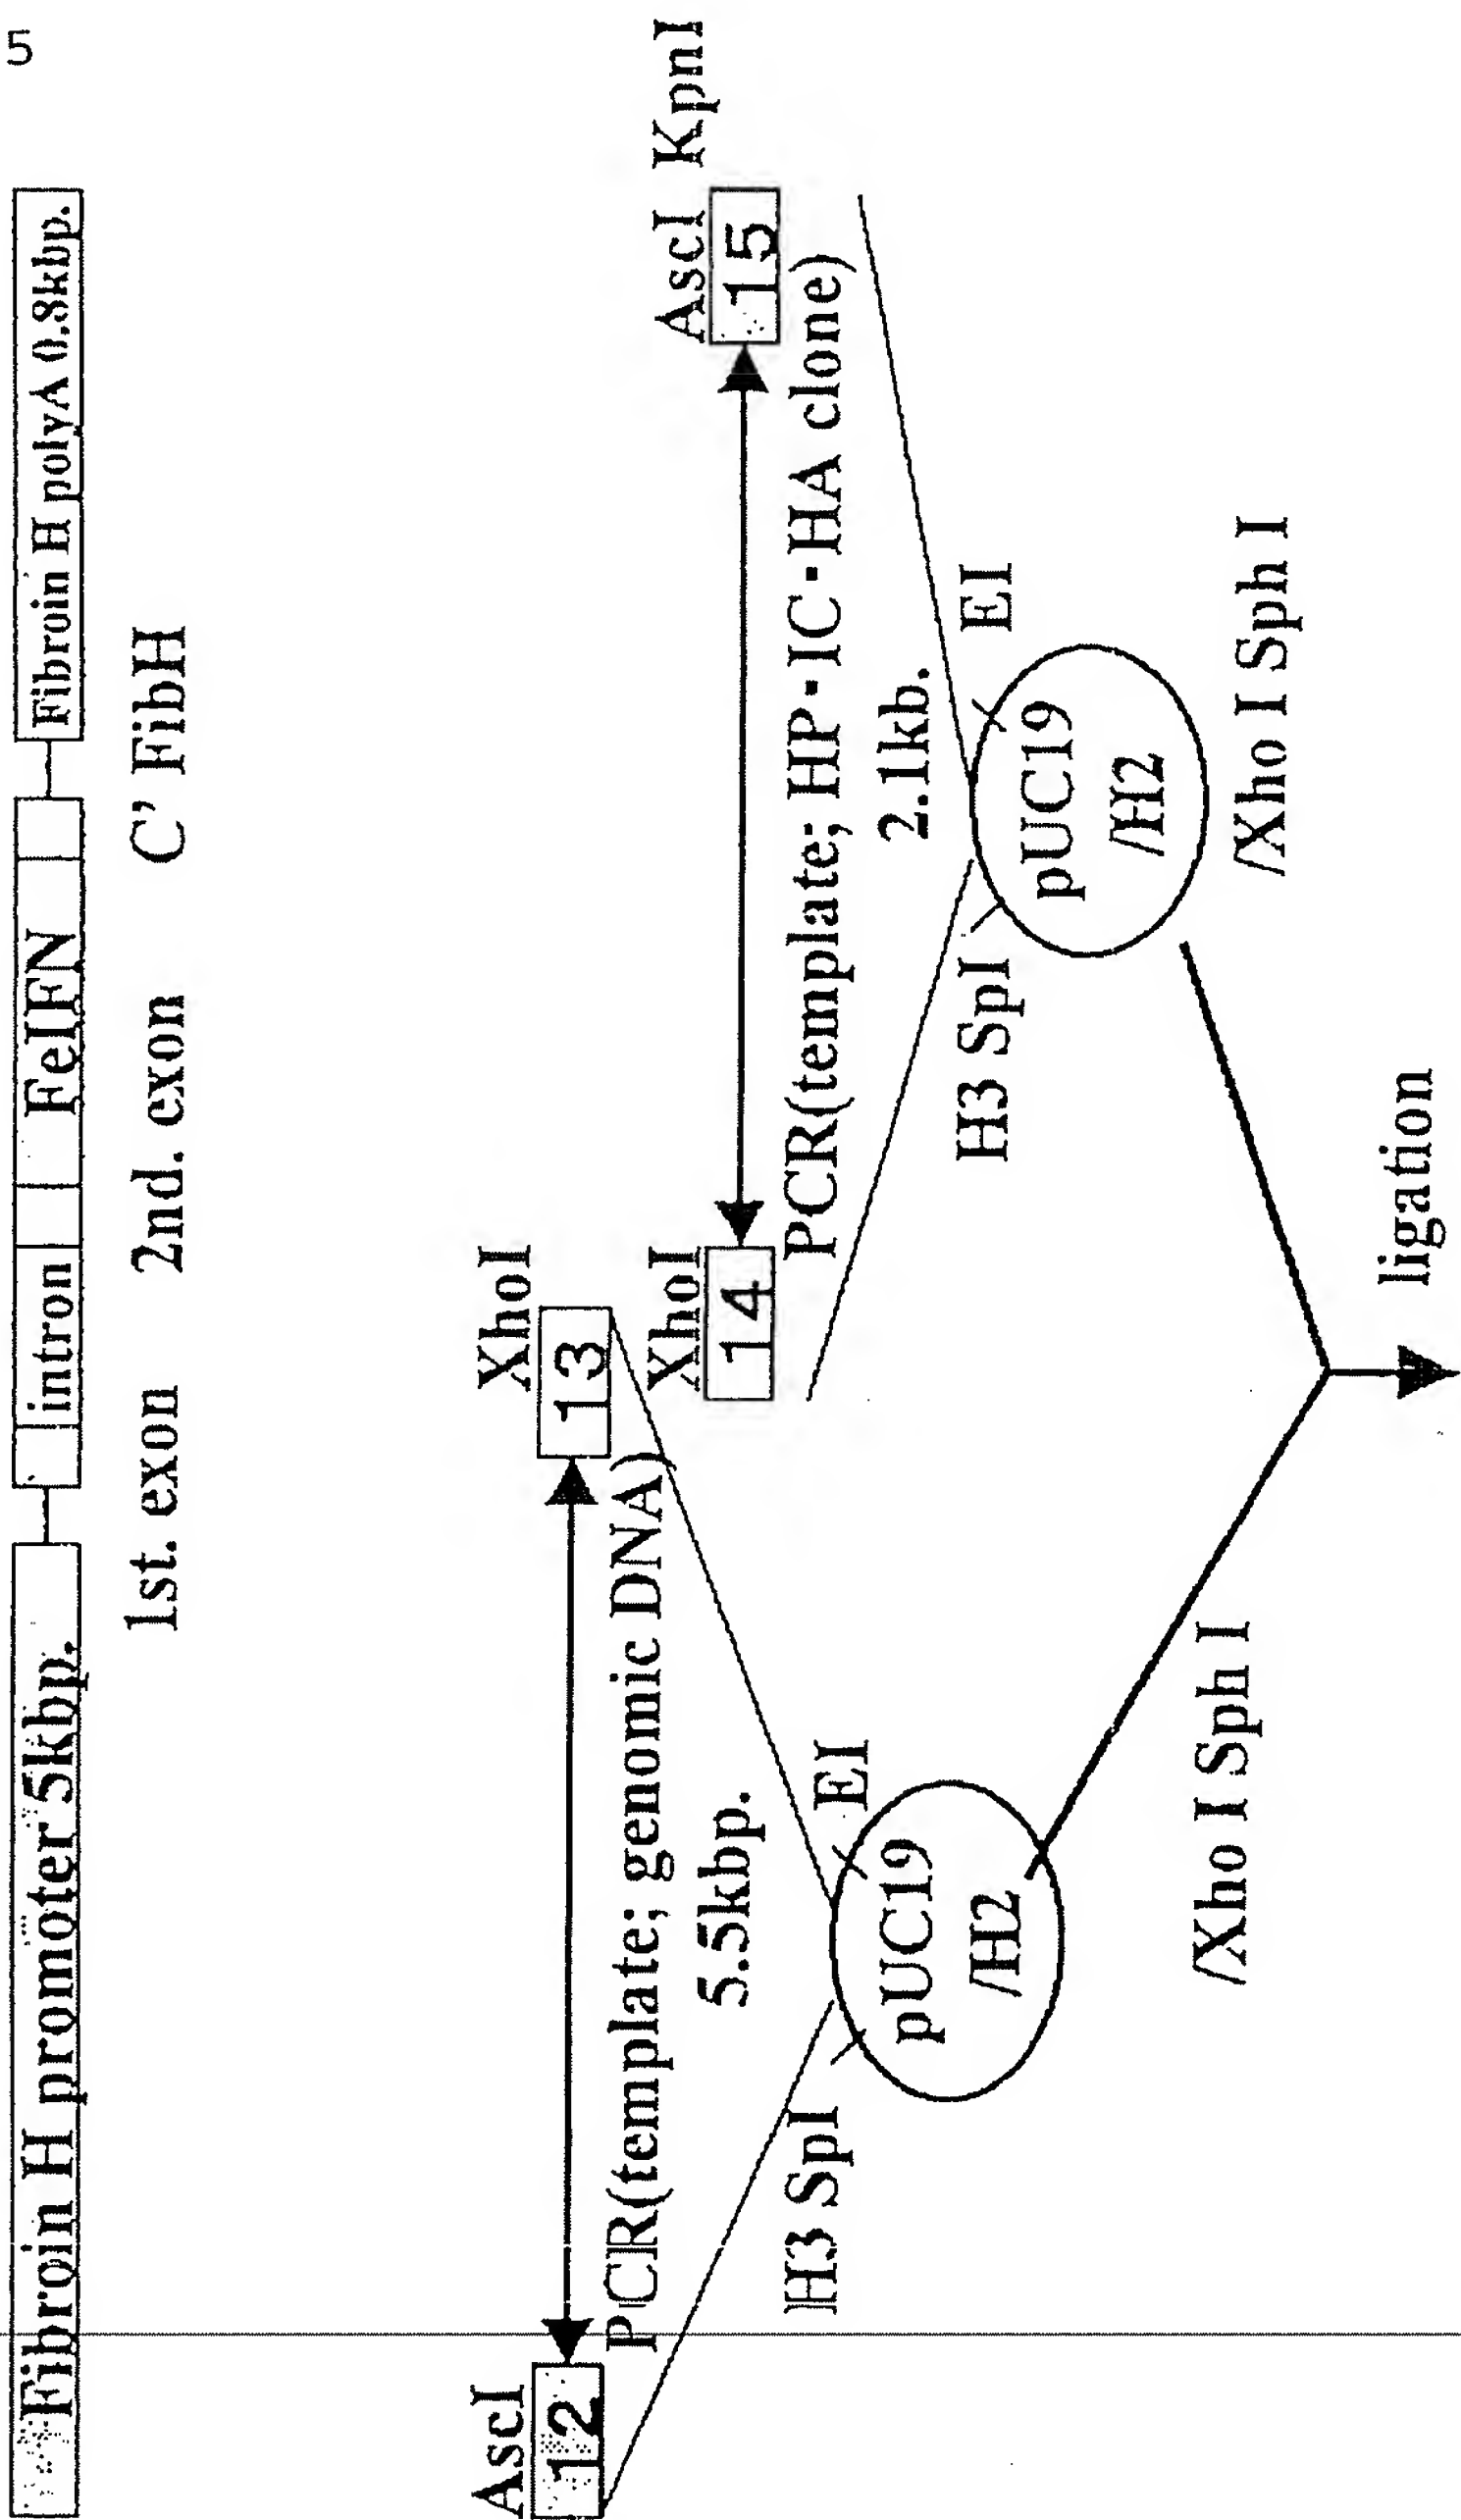 5
Fibroin H promoter 5kbp.
intron
FeIFN
Fibroin H polyA 0.8kbp.
1st. exon
2nd. exon
C' FibH
AscI
12
XhoI
13
PCR(template; genomic DNA)
5.5kbp.
XhoI
14
AscI KpnI
15
PCR(template; HP-IC-HA clone)
2.1kb.
H3 SpI
EI
pUC19
/H2
H3 SpI
EI
pUC19
/H2
/Xho I Sph I
/Xho I Sph I
ligation